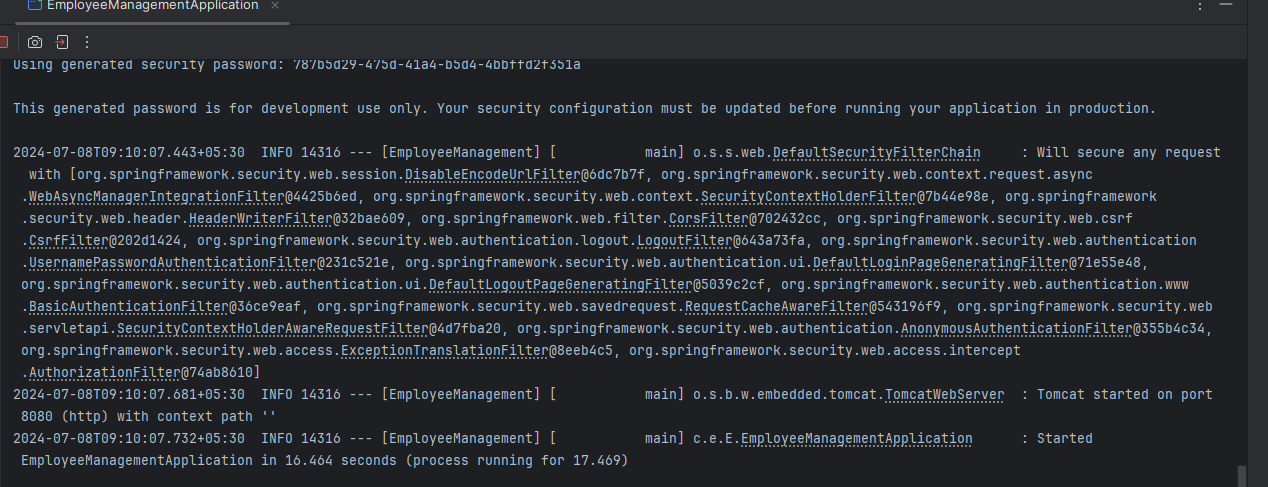 EmployeeManagementApplication
Using generated security password: 787b5d29-475d-41a4-b5d4-4bbffd2f351a
This generated password is for development use only. Your security configuration must be updated before running your application in production.
2024-07-08T09:10:07.443+05:30  INFO 14316 --- [EmployeeManagement] [           main] o.s.s.web.DefaultSecurityFilterChain     : Will secure any request
with [org.springframework.security.web.session.DisableEncodeUrlFilter@6dc7b7f, org.springframework.security.web.context.request.async
.WebAsyncManagerIntegrationFilter@4425b6ed, org.springframework.security.web.context.SecurityContextHolderFilter@7b44e98e, org.springframework
.security.web.header.HeaderWriterFilter@32bae609, org.springframework.web.filter.CorsFilter@702432cc, org.springframework.security.web.csrf
.CsrfFilter@202d1424, org.springframework.security.web.authentication.logout.LogoutFilter@643a73fa, org.springframework.security.web.authentication
.UsernamePasswordAuthenticationFilter@231c521e, org.springframework.security.web.authentication.ui.DefaultLoginPageGeneratingFilter@71e55e48,
org.springframework.security.web.authentication.ui.DefaultLogoutPageGeneratingFilter@5039c2cf, org.springframework.security.web.authentication.www
.BasicAuthenticationFilter@36ce9eaf, org.springframework.security.web.savedrequest.RequestCacheAwareFilter@543196f9, org.springframework.security.web
.servletapi.SecurityContextHolderAwareRequestFilter@4d7fba20, org.springframework.security.web.authentication.AnonymousAuthenticationFilter@355b4c34,
org.springframework.security.web.access.ExceptionTranslationFilter@8eeb4c5, org.springframework.security.web.access.intercept
.AuthorizationFilter@74ab8610]
2024-07-08T09:10:07.681+05:30  INFO 14316 --- [EmployeeManagement] [           main] o.s.b.w.embedded.tomcat.TomcatWebServer  : Tomcat started on port
8080 (http) with context path ''
2024-07-08T09:10:07.732+05:30  INFO 14316 --- [EmployeeManagement] [           main] c.e.E.EmployeeManagementApplication      : Started
EmployeeManagementApplication in 16.464 seconds (process running for 17.469)